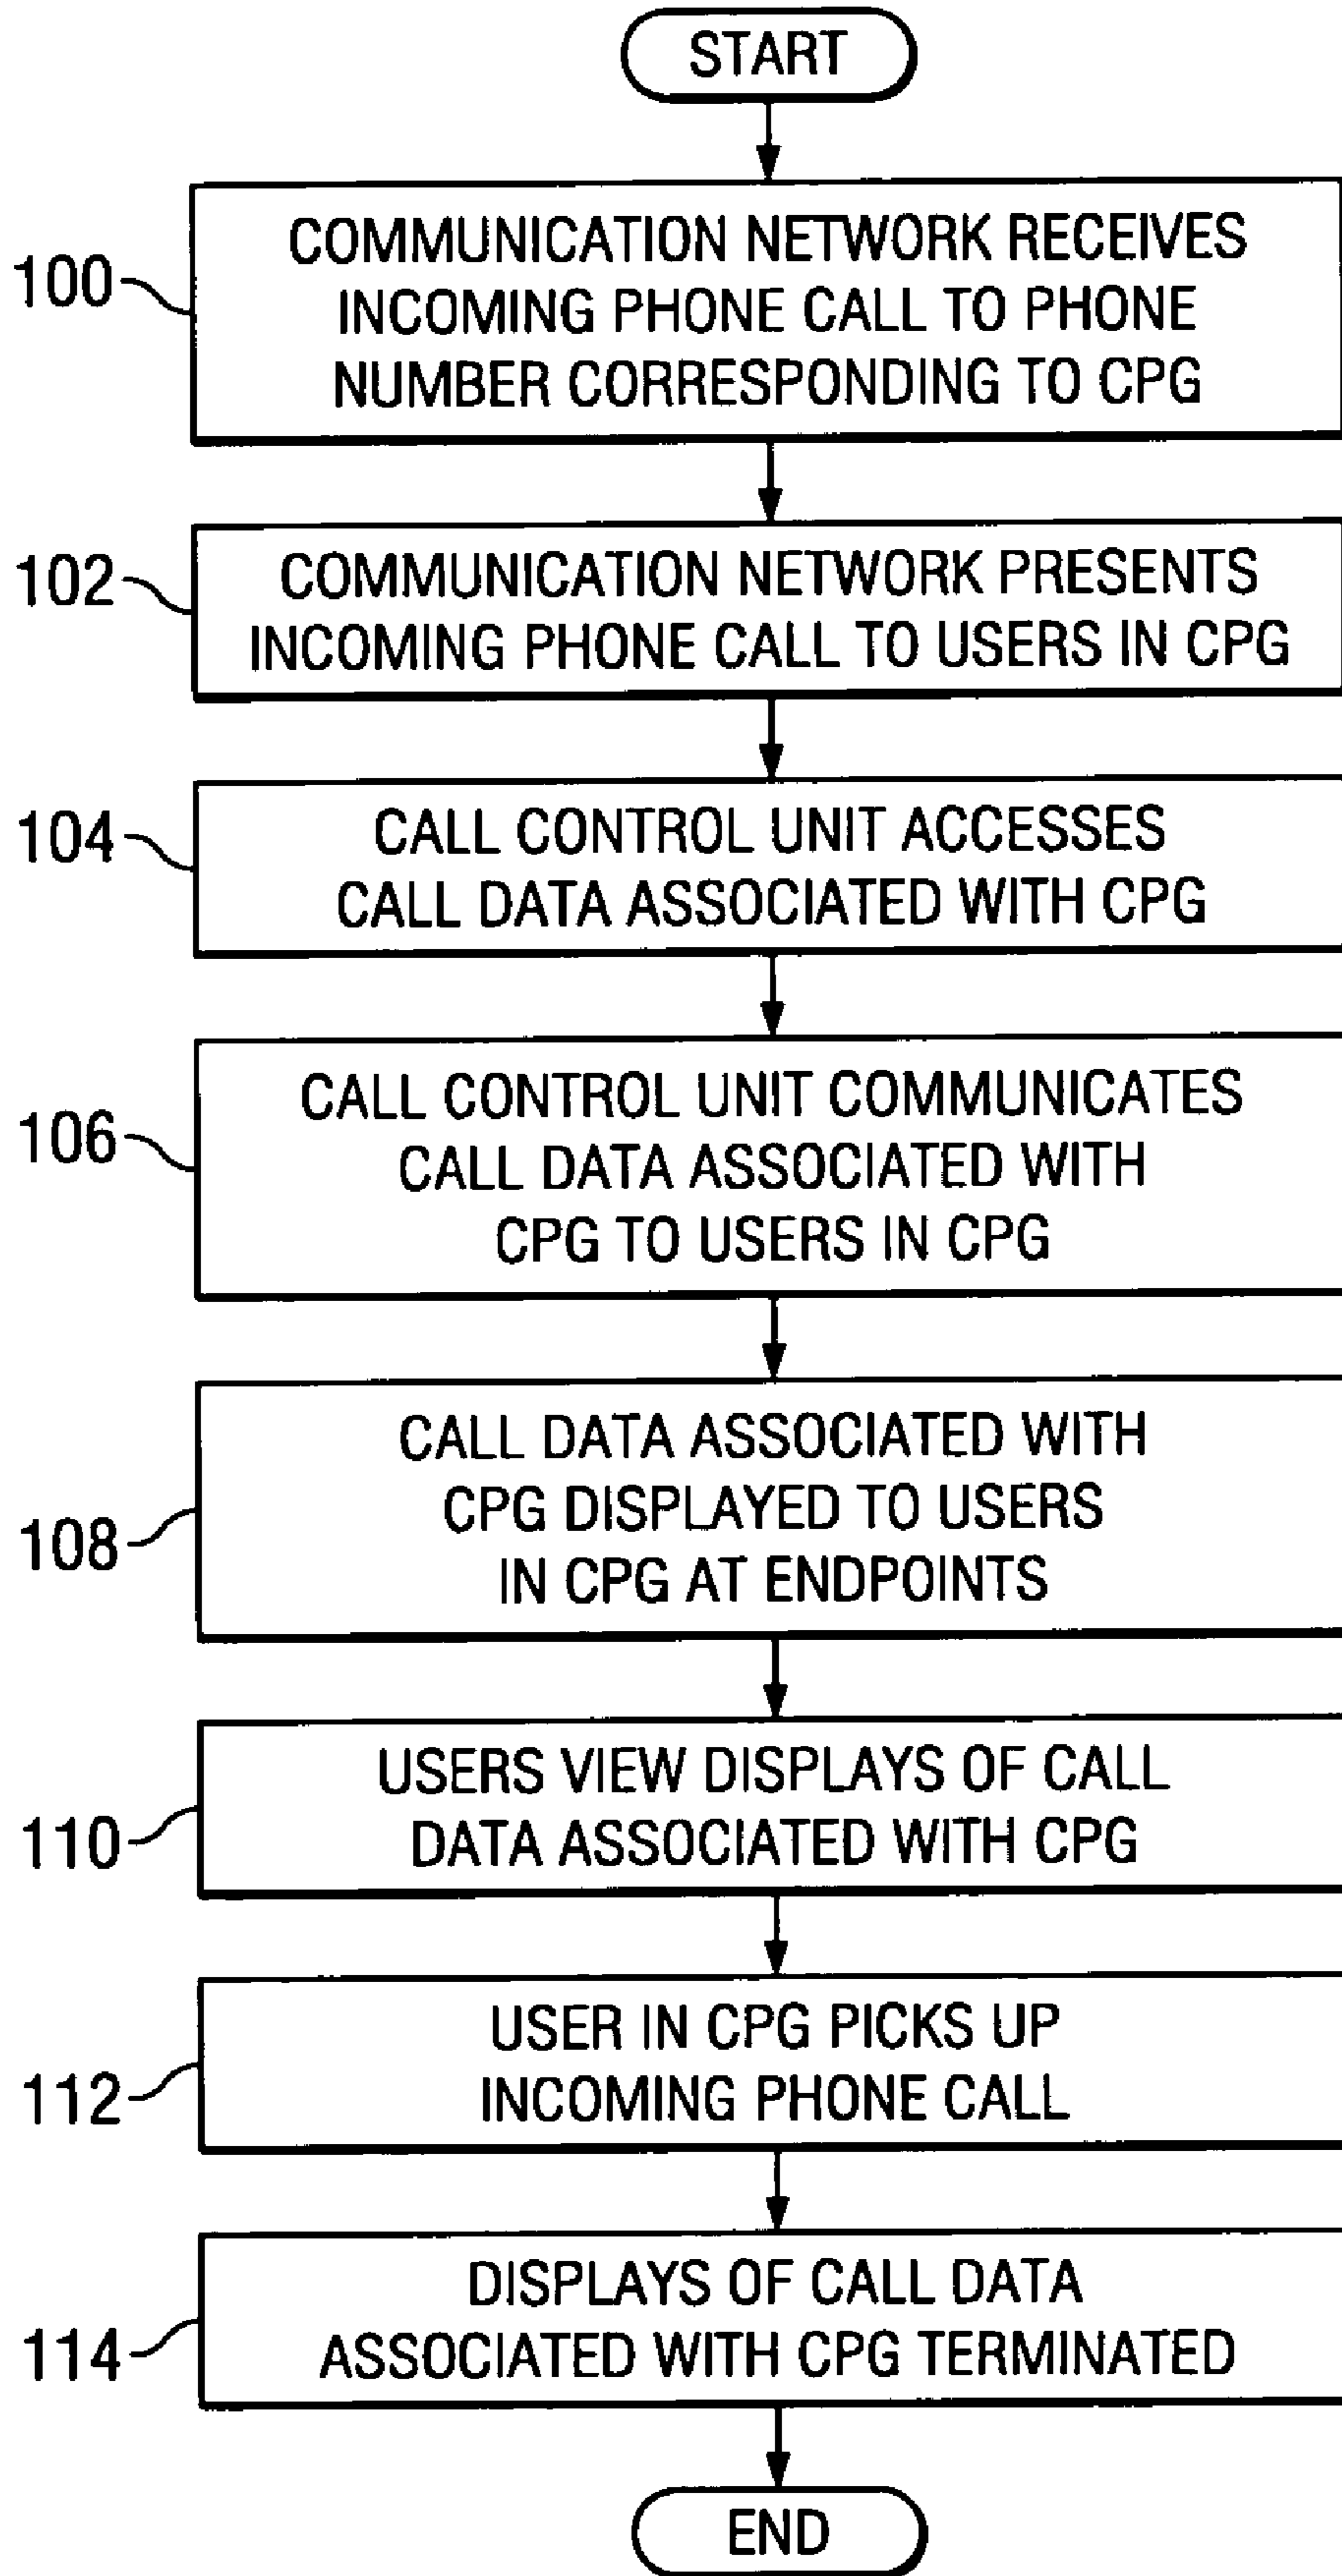 START
100
COMMUNICATION NETWORK RECEIVES
INCOMING PHONE CALL TO PHONE
NUMBER CORRESPONDING TO CPG
102
COMMUNICATION NETWORK PRESENTS
INCOMING PHONE CALL TO USERS IN CPG
104
CALL CONTROL UNIT ACCESSES
CALL DATA ASSOCIATED WITH CPG
106
CALL CONTROL UNIT COMMUNICATES
CALL DATA ASSOCIATED WITH
CPG TO USERS IN CPG
108
CALL DATA ASSOCIATED WITH
CPG DISPLAYED TO USERS
IN CPG AT ENDPOINTS
110
USERS VIEW DISPLAYS OF CALL
DATA ASSOCIATED WITH CPG
112
USER IN CPG PICKS UP
INCOMING PHONE CALL
114
DISPLAYS OF CALL DATA
ASSOCIATED WITH CPG TERMINATED
END